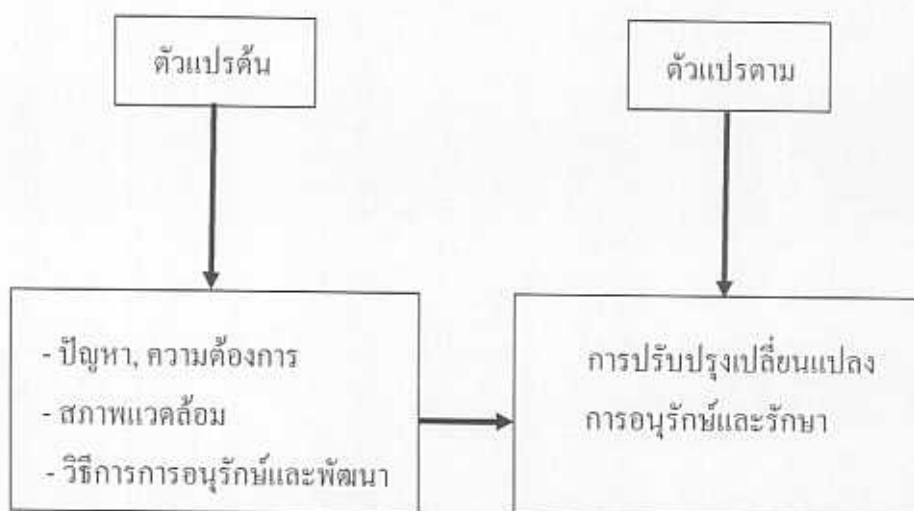 ตัวแปรต้น
ตัวแปรตาม
- ปัญหา, ความต้องการ
- สภาพแวดล้อม
- วิธีการการอนุรักษ์และพัฒนา
การปรับปรุงเปลี่ยนแปลง
การอนุรักษ์และรักษา